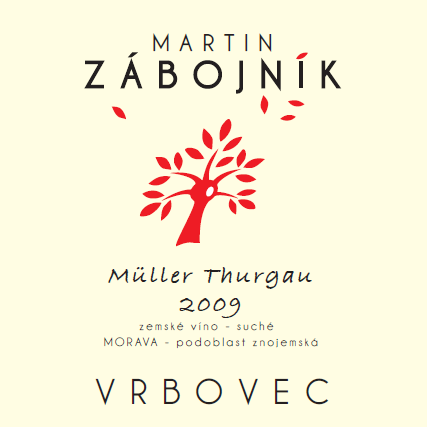 MARTIN
ZÁBOJNÍK
Müller Thurgau
2009
zemské víno - suché
MORAVA - podoblast znojemská
VRBOVEC